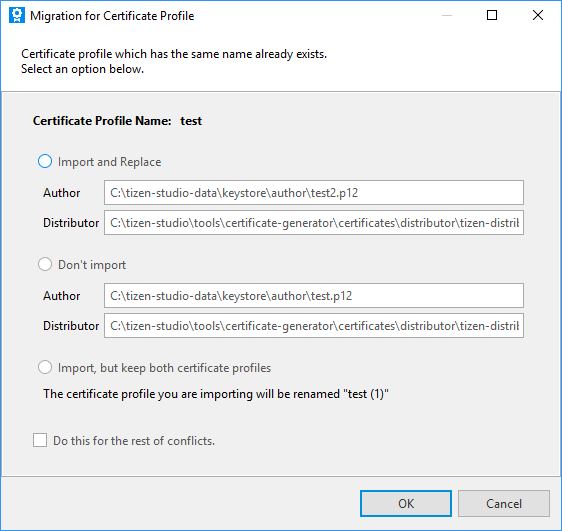 Migration for Certificate Profile
Certificate profile which has the same name already exists.
Select an option below.
Certificate Profile Name: test
Import and Replace
Author C:\tizen-studio-data\keystore\author\test2.p12
Distributor C:\tizen-studio\tools\certificate-generator\certificates\distributor\tizen-distril
Don't import
Author C:\tizen-studio-data\keystore\author\test.p12
Distributor C:\tizen-studio\tools\certificate-generator\certificates\distributor\tizen-distril
Import, but keep both certificate profiles
The certificate profile you are importing will be renamed "test (1)"
Do this for the rest of conflicts.
OK Cancel